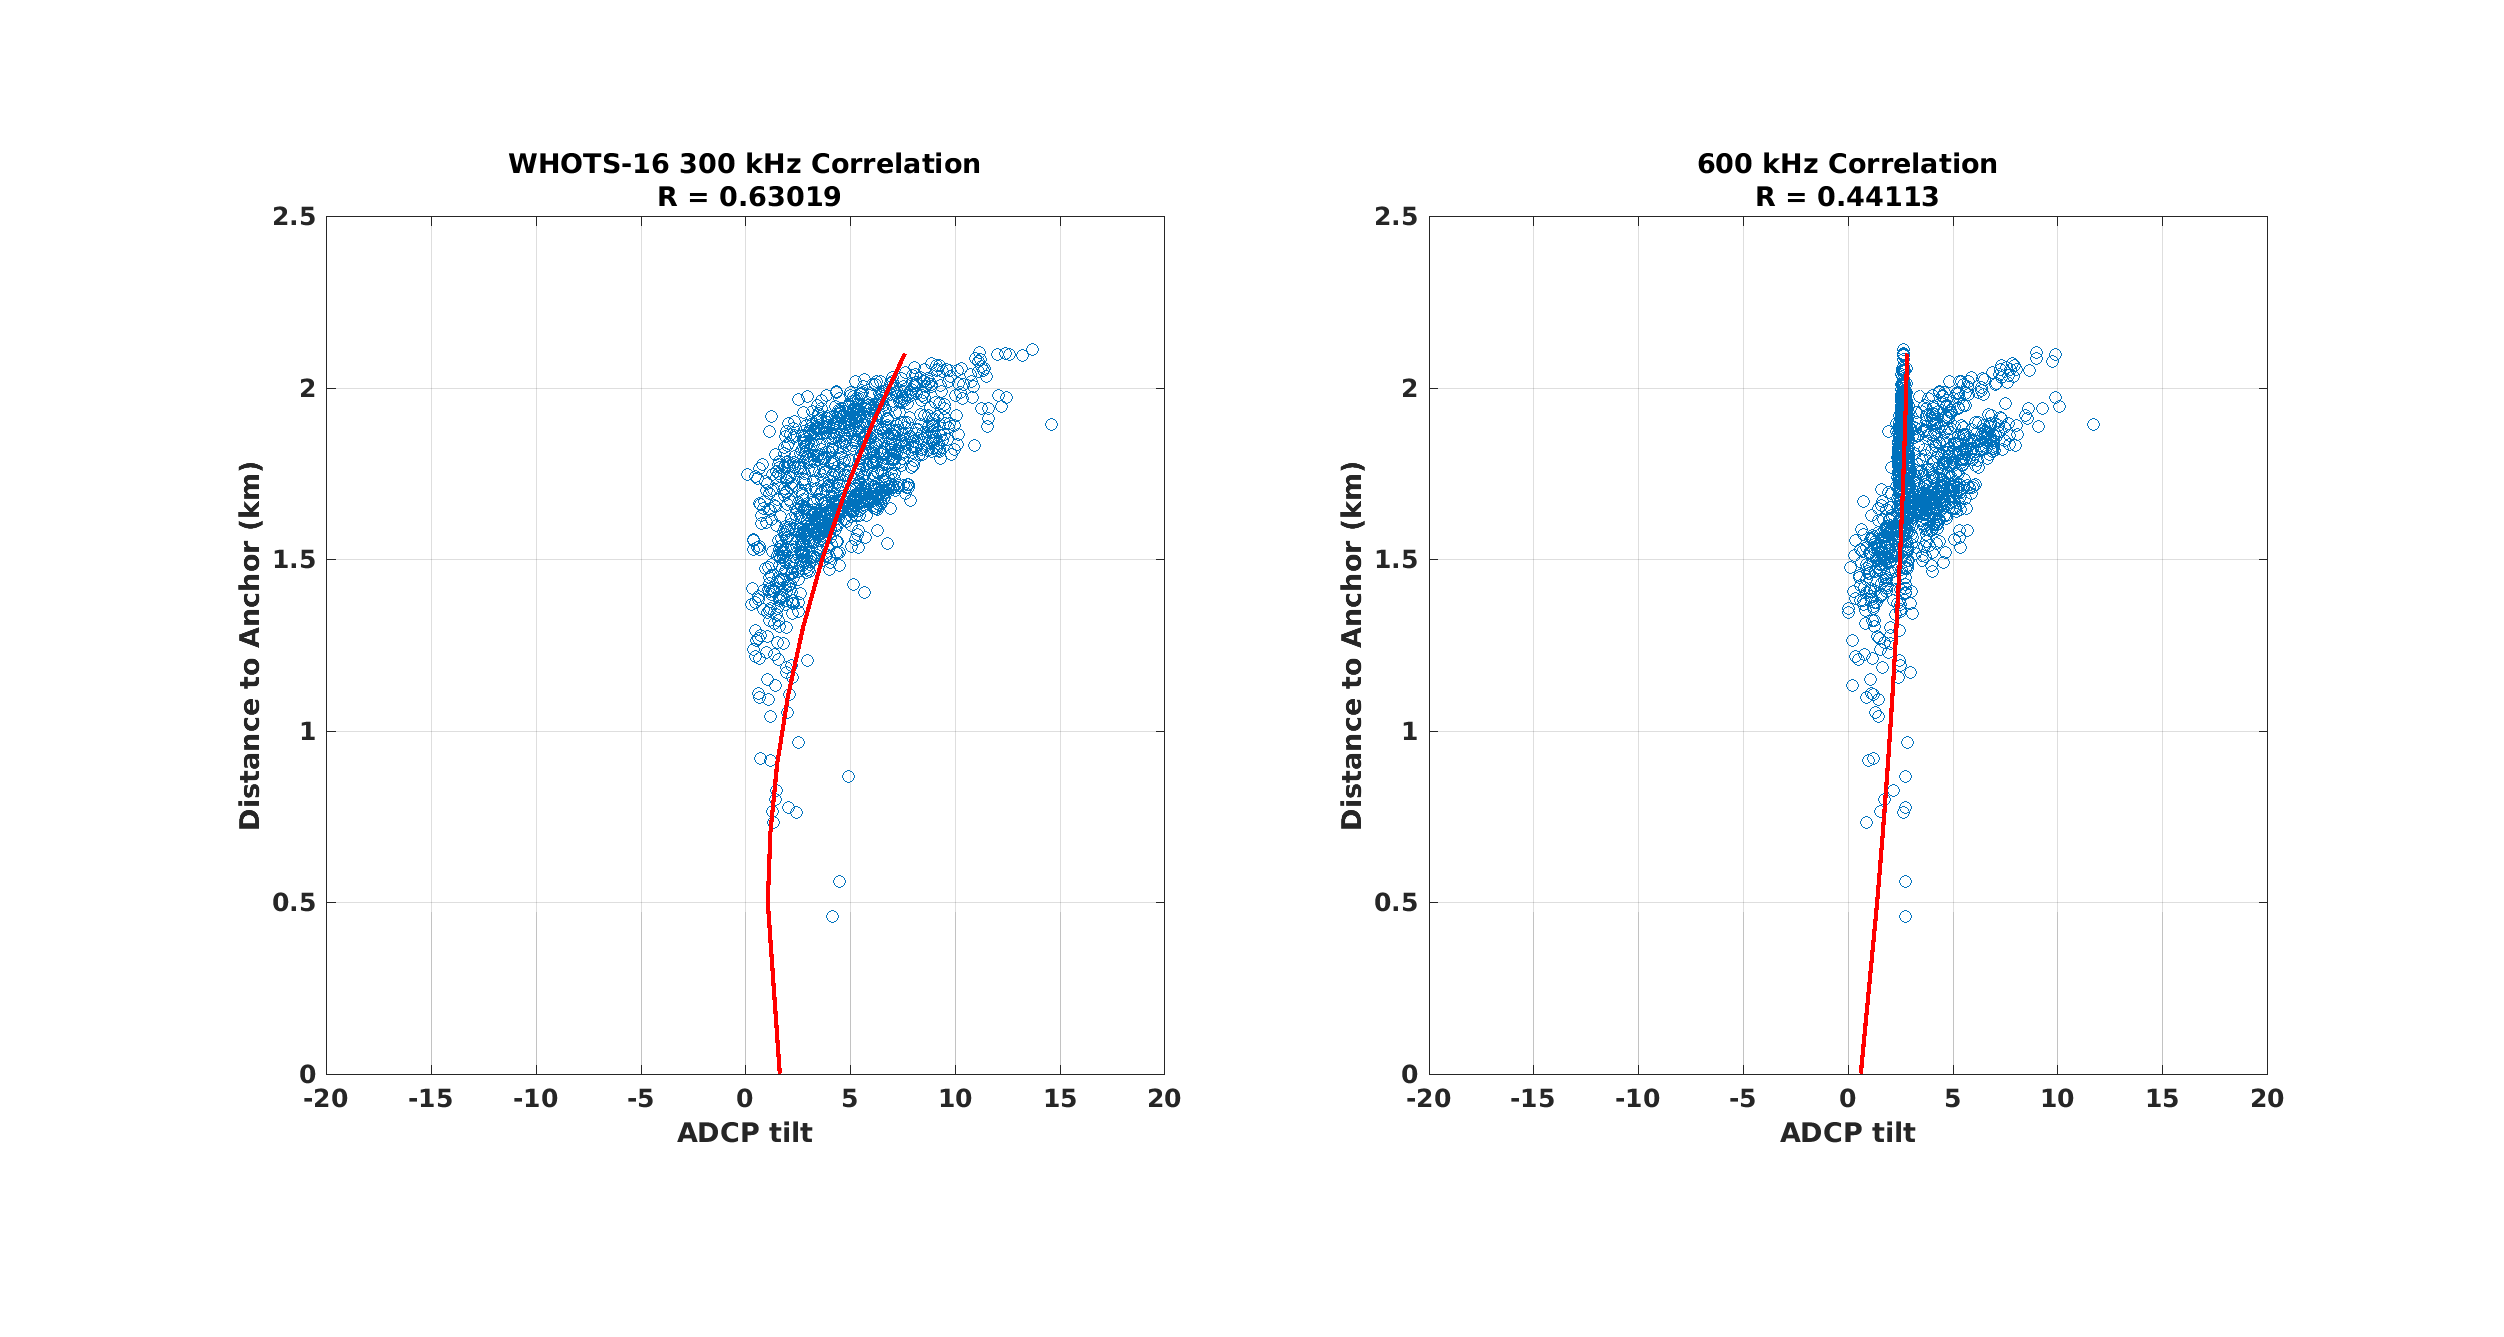 WHOTS-16 300 kHz Correlation
R = 0.63019
2.5
2
1.5
1
0.5
0
-20 -15 -10 -5 0 5 10 15 20
ADCP tilt
Distance to Anchor (km)
600 kHz Correlation
R = 0.44113
2.5
2
1.5
1
0.5
0
-20 -15 -10 -5 0 5 10 15 20
ADCP tilt
Distance to Anchor (km)